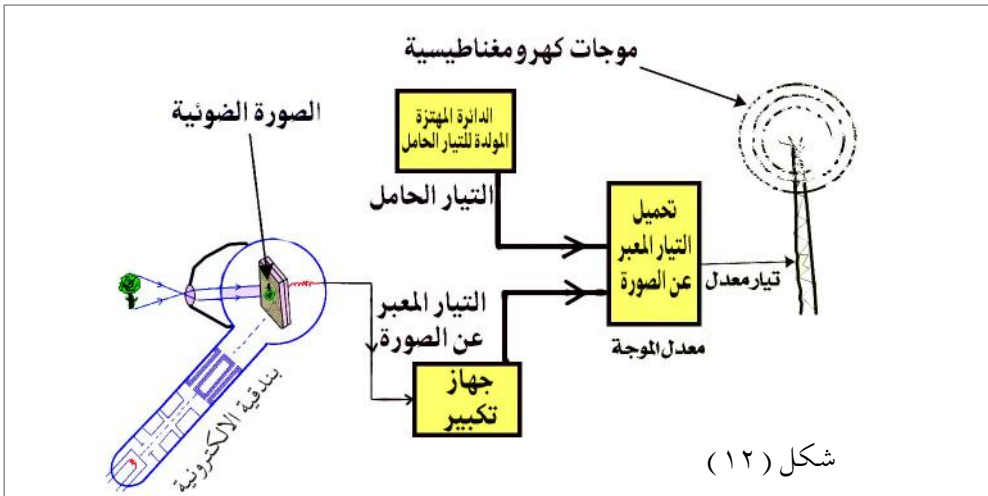 موجات كهرومغناطيسية
الصورة الضوئية
الدائرة المهتزة
المولدة للتيار الحامل
التيار الحامل
تحميل
التيار المعبر
عن الصورة
تيار معدل
معدل الموجة
التيار المعبر
عن الصورة
جهاز
تكبير
بندقية الالكترونية
شكل (١٢)